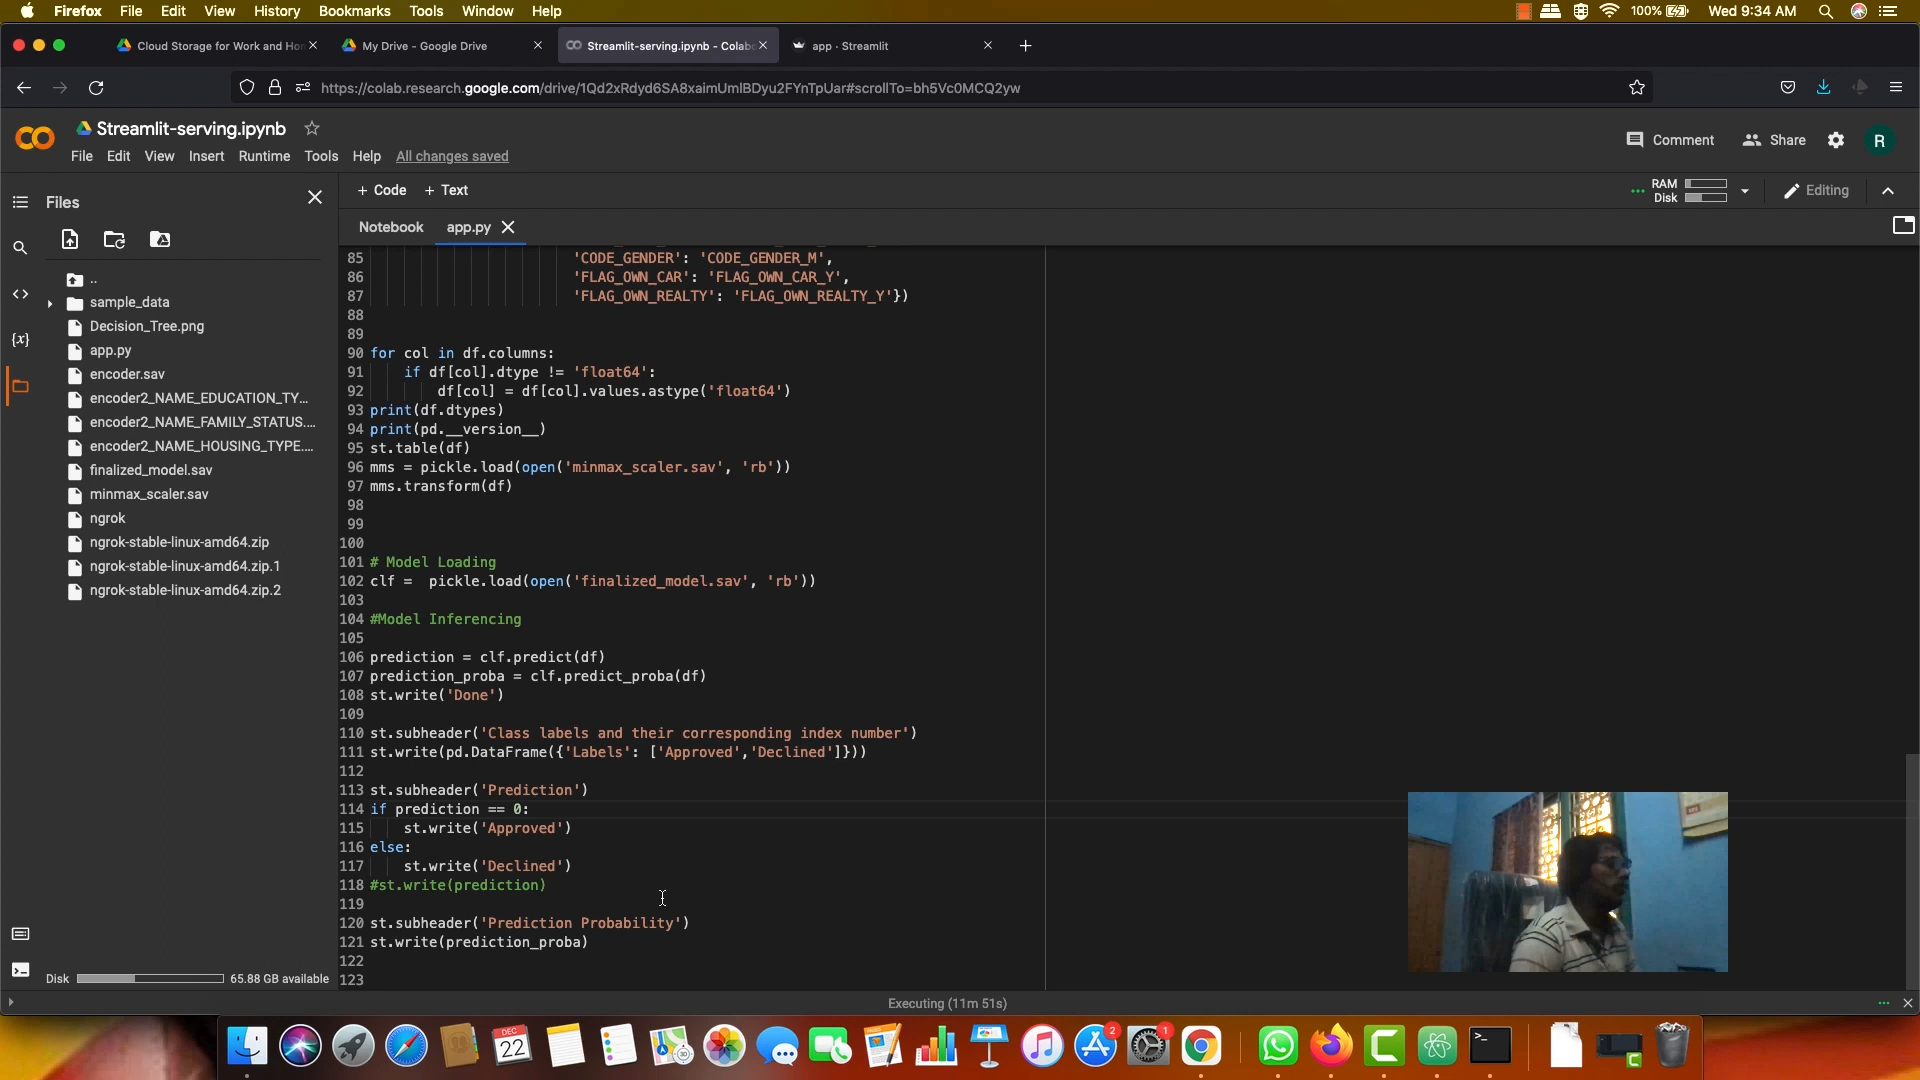 Firefox File Edit View History Bookmarks Tools Window Help 100% Wed 9:34 AM
Cloud Storage for Work and Hor My Drive - Google Drive Streamlit-serving.ipynb - Colabo app · Streamlit
https://colab.research.google.com/drive/1Qd2xRdyd6SA8xaimUmlBDyu2FYnTpUar#scrollTo=bh5Vc0MCQ2yw
Streamlit-serving.ipynb
Comment Share R
File Edit View Insert Runtime Tools Help All changes saved
Files
+ Code + Text
RAM
Disk
Editing
Notebook app.py
..
sample_data
Decision_Tree.png
app.py
encoder.sav
encoder2_NAME_EDUCATION_TY...
encoder2_NAME_FAMILY_STATUS....
encoder2_NAME_HOUSING_TYPE....
finalized_model.sav
minmax_scaler.sav
ngrok
ngrok-stable-linux-amd64.zip
ngrok-stable-linux-amd64.zip.1
ngrok-stable-linux-amd64.zip.2
Disk 65.88 GB available
{x}
85 'CODE_GENDER': 'CODE_GENDER_M',
86 'FLAG_OWN_CAR': 'FLAG_OWN_CAR_Y',
87 'FLAG_OWN_REALTY': 'FLAG_OWN_REALTY_Y'})
88
89
90 for col in df.columns:
91 if df[col].dtype != 'float64':
92 df[col] = df[col].values.astype('float64')
93 print(df.dtypes)
94 print(pd.__version__)
95 st.table(df)
96 mms = pickle.load(open('minmax_scaler.sav', 'rb'))
97 mms.transform(df)
98
99
100
101 # Model Loading
102 clf = pickle.load(open('finalized_model.sav', 'rb'))
103
104 #Model Inferencing
105
106 prediction = clf.predict(df)
107 prediction_proba = clf.predict_proba(df)
108 st.write('Done')
109
110 st.subheader('Class labels and their corresponding index number')
111 st.write(pd.DataFrame({'Labels': ['Approved','Declined']}))
112
113 st.subheader('Prediction')
114 if prediction == 0:
115 st.write('Approved')
116 else:
117 st.write('Declined')
118 #st.write(prediction)
119
120 st.subheader('Prediction Probability')
121 st.write(prediction_proba)
122
123
Executing (11m 51s)
DEC
22
2
1